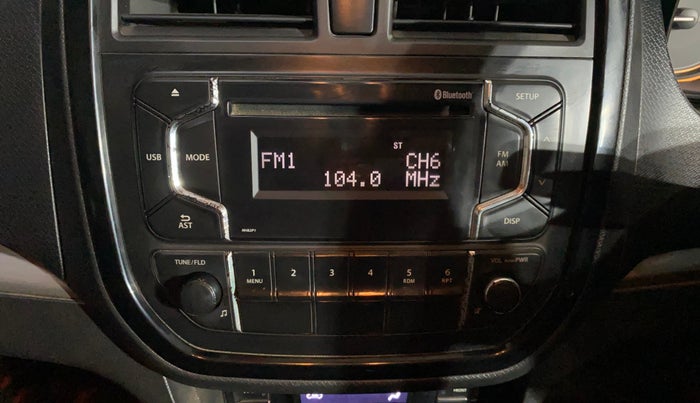 Bluetooth
SETUP
USB
MODE
ST
FM1 CH6
104.0 MHz
FM
AM
AST
DISP
TUNE/FLD
VOL PUSH PWR
1
MENU
2
3
4
5
RDM
6
RPT